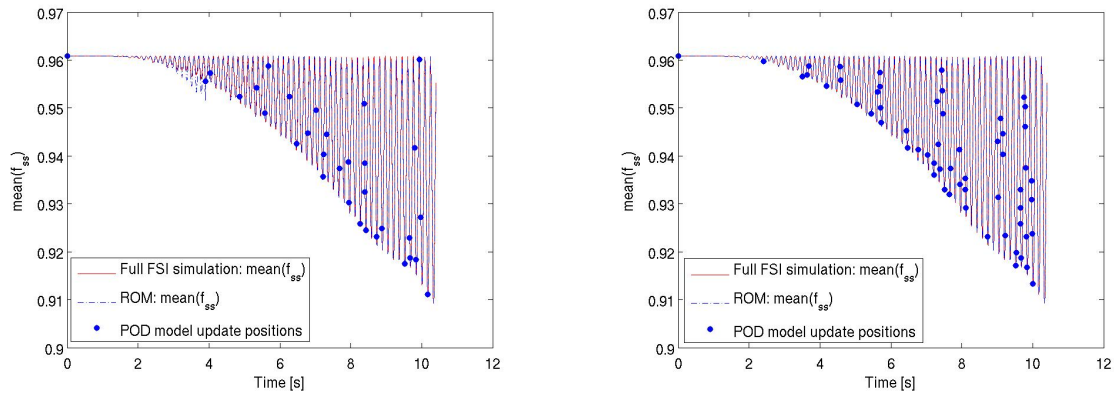 0.97
0.96
0.95
0.94
0.93
0.92
0.91
0.9
mean(f_ss)
Full FSI simulation: mean(f_ss)
ROM: mean(f_ss)
POD model update positions
0 2 4 6 8 10 12
Time [s]
0.97
0.96
0.95
0.94
0.93
0.92
0.91
0.9
mean(f_ss)
Full FSI simulation: mean(f_ss)
ROM: mean(f_ss)
POD model update positions
0 2 4 6 8 10 12
Time [s]